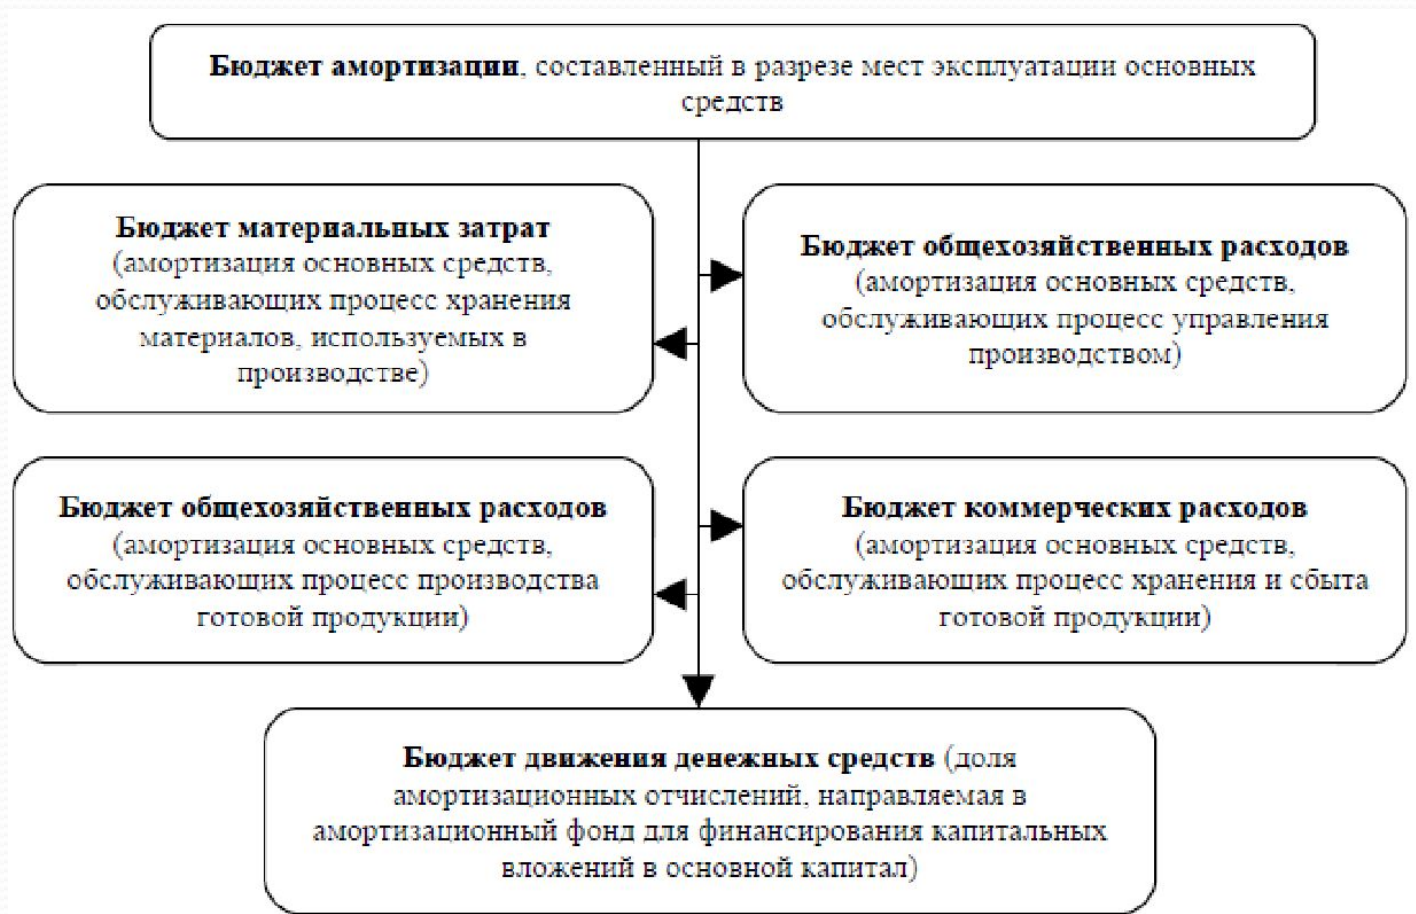 Бюджет амортизации, составленный в разрезе мест эксплуатации основных
средств
Бюджет материальных затрат
(амортизация основных средств,
обслуживающих процесс хранения
материалов, используемых в
производстве)
Бюджет общехозяйственных расходов
(амортизация основных средств,
обслуживающих процесс управления
производством)
Бюджет общехозяйственных расходов
(амортизация основных средств,
обслуживающих процесс производства
готовой продукции)
Бюджет коммерческих расходов
(амортизация основных средств,
обслуживающих процесс хранения и сбыта
готовой продукции)
Бюджет движения денежных средств (доля
амортизационных отчислений, направляемая в
амортизационный фонд для финансирования капитальных
вложений в основной капитал)